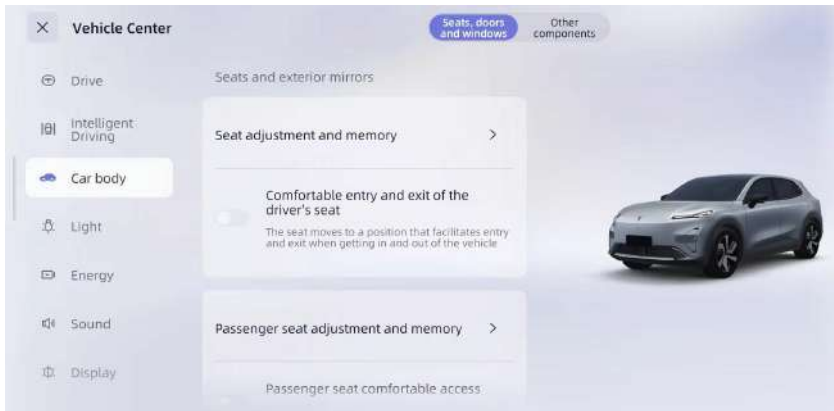 Vehicle Center
Seats, doors
and windows
Other
components
Drive
Intelligent
Driving
Car body
Light
Energy
Sound
Display
Seats and exterior mirrors
Seat adjustment and memory
Comfortable entry and exit of the
driver's seat
The seat moves to a position that facilitates entry
and exit when getting in and out of the vehicle
Passenger seat adjustment and memory
Passenger seat comfortable access